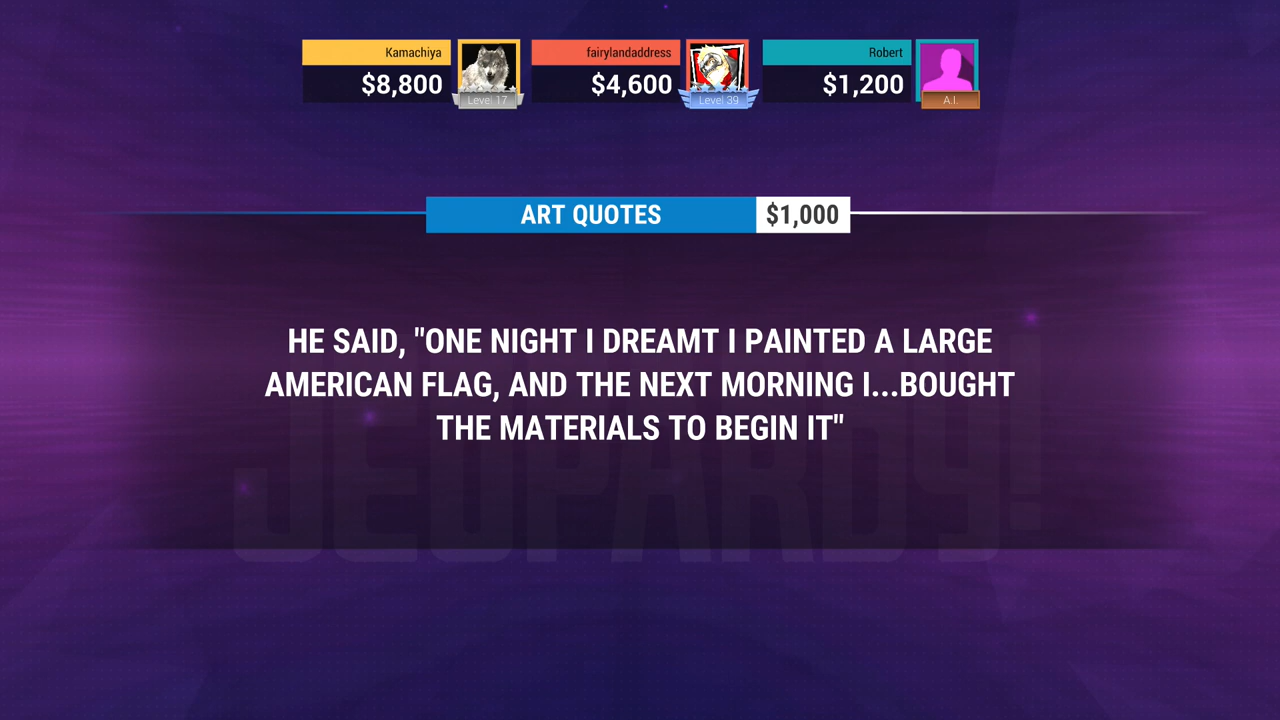 Kamachiya
$8,800
Level 17
fairylandaddress
$4,600
Level 39
Robert
$1,200
A.I.
ART QUOTES $1,000
HE SAID, "ONE NIGHT I DREAMT I PAINTED A LARGE
AMERICAN FLAG, AND THE NEXT MORNING I...BOUGHT
THE MATERIALS TO BEGIN IT"
JEOPARDY!